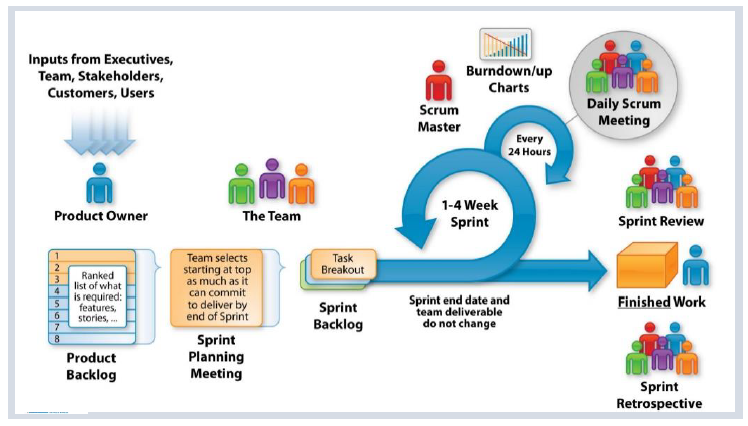 Inputs from Executives,
Team, Stakeholders,
Customers, Users
Product Owner
The Team
Scrum
Master
Burndown/up
Charts
Daily Scrum
Meeting
Every
24 Hours
1-4 Week
Sprint
Sprint Review
1
2
3
4
5
6
7
8
Ranked
list of what
is required:
features,
stories, ...
Product
Backlog
Team selects
starting at top
as much as it
can commit
to deliver by
end of Sprint
Sprint
Planning
Meeting
Task
Breakout
Sprint
Backlog
Sprint end date and
team deliverable
do not change
Finished Work
Sprint
Retrospective